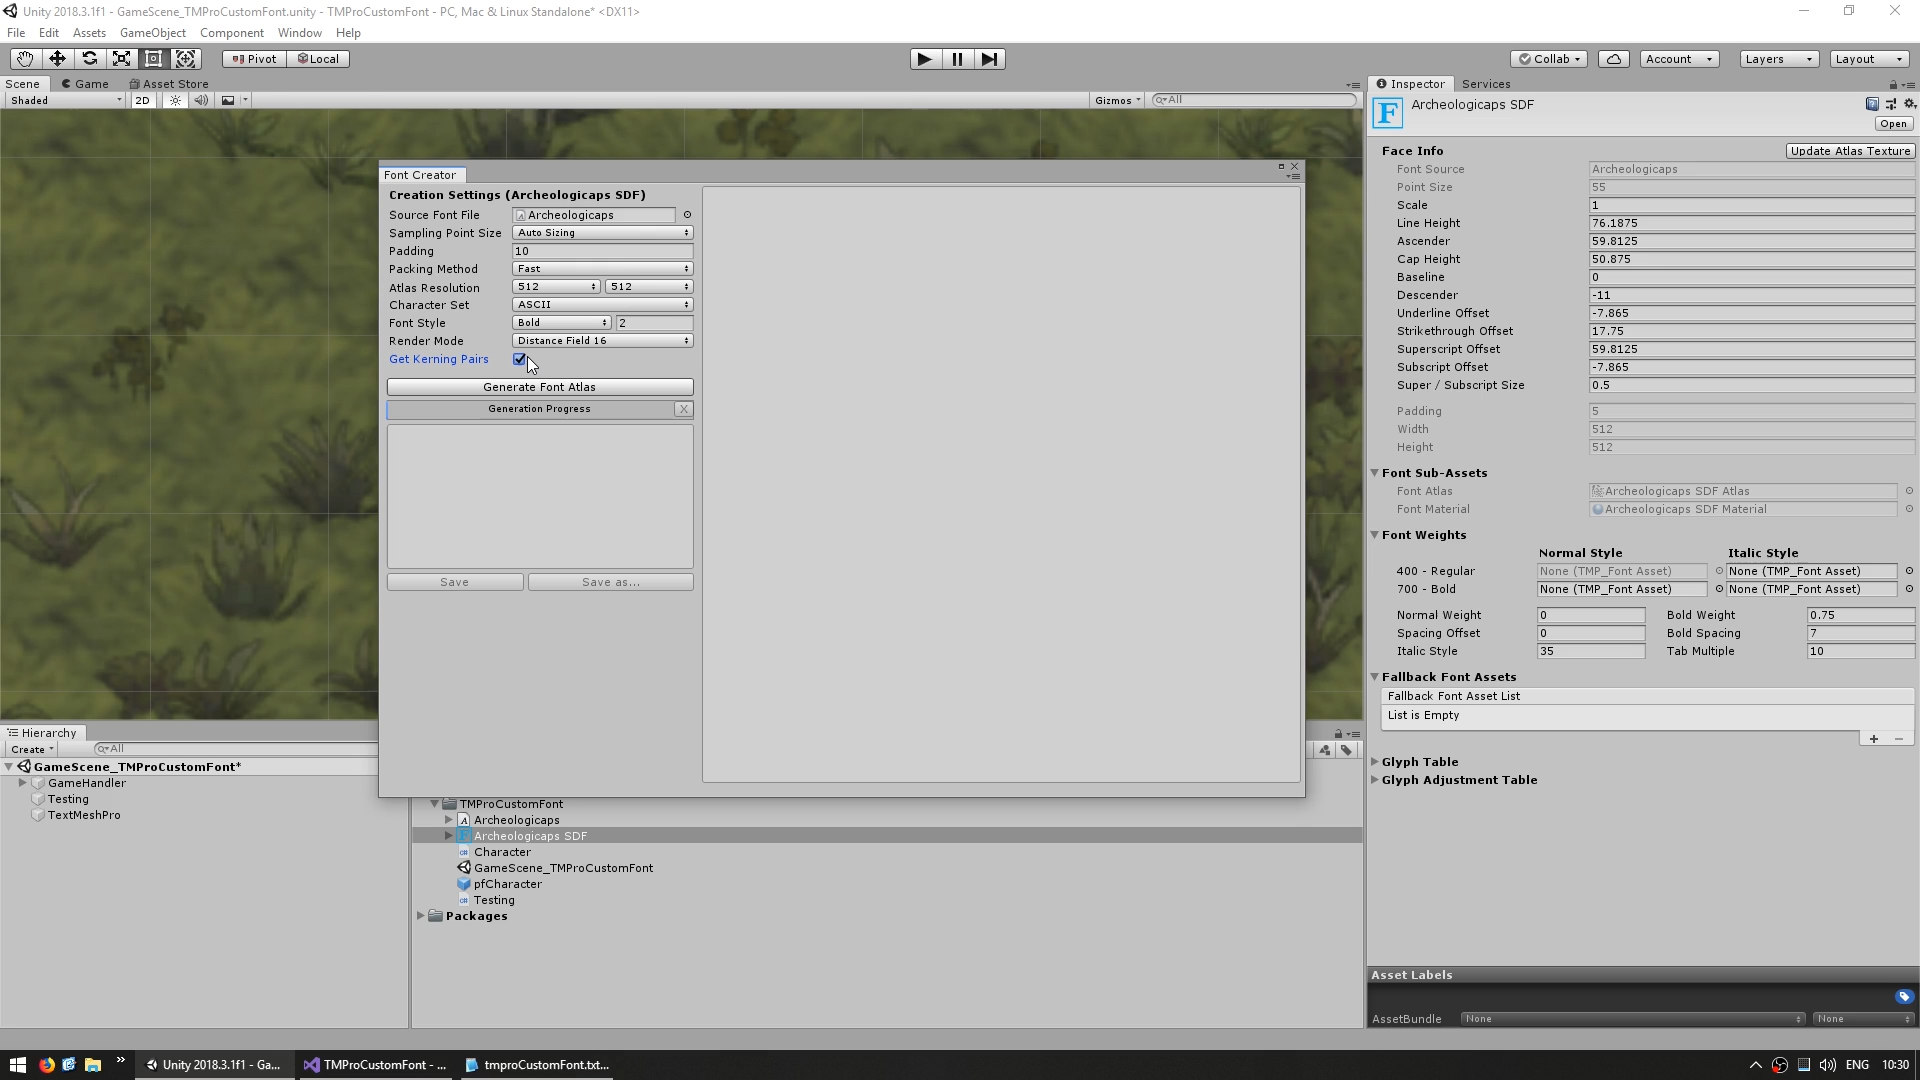 Unity 2018.3.1f1 - GameScene_TMProCustomFont.unity - TMProCustomFont - PC, Mac & Linux Standalone* <DX11>
File Edit Assets GameObject Component Window Help
Pivot Local Collab Account Layers Layout
Scene Game Asset Store
Shaded 2D Gizmos All
Inspector Services
Archeologicaps SDF
Open
Face Info Update Atlas Texture
Font Source Archeologicaps
Point Size 55
Scale 1
Line Height 76.1875
Ascender 59.8125
Cap Height 50.875
Baseline 0
Descender -11
Underline Offset -7.865
Strikethrough Offset 17.75
Superscript Offset 59.8125
Subscript Offset -7.865
Super / Subscript Size 0.5
Padding 5
Width 512
Height 512
Font Sub-Assets
Font Atlas Archeologicaps SDF Atlas
Font Material Archeologicaps SDF Material
Font Weights
Normal Style Italic Style
400 - Regular None (TMP_Font Asset) None (TMP_Font Asset)
700 - Bold None (TMP_Font Asset) None (TMP_Font Asset)
Normal Weight 0 Bold Weight 0.75
Spacing Offset 0 Bold Spacing 7
Italic Style 35 Tab Multiple 10
Fallback Font Assets
Fallback Font Asset List
List is Empty
Glyph Table
Glyph Adjustment Table
Asset Labels
AssetBundle None None
Font Creator
Creation Settings (Archeologicaps SDF)
Source Font File Archeologicaps
Sampling Point Size Auto Sizing
Padding 10
Packing Method Fast
Atlas Resolution 512 512
Character Set ASCII
Font Style Bold 2
Render Mode Distance Field 16
Get Kerning Pairs
Generate Font Atlas
Generation Progress X
Save Save as...
Hierarchy
Create All
GameScene_TMProCustomFont*
GameHandler
Testing
TextMeshPro
TMProCustomFont
Archeologicaps
Archeologicaps SDF
Character
GameScene_TMProCustomFont
pfCharacter
Testing
Packages
Unity 2018.3.1f1 - Ga... TMProCustomFont - ... tmproCustomFont.txt... ENG 10:30